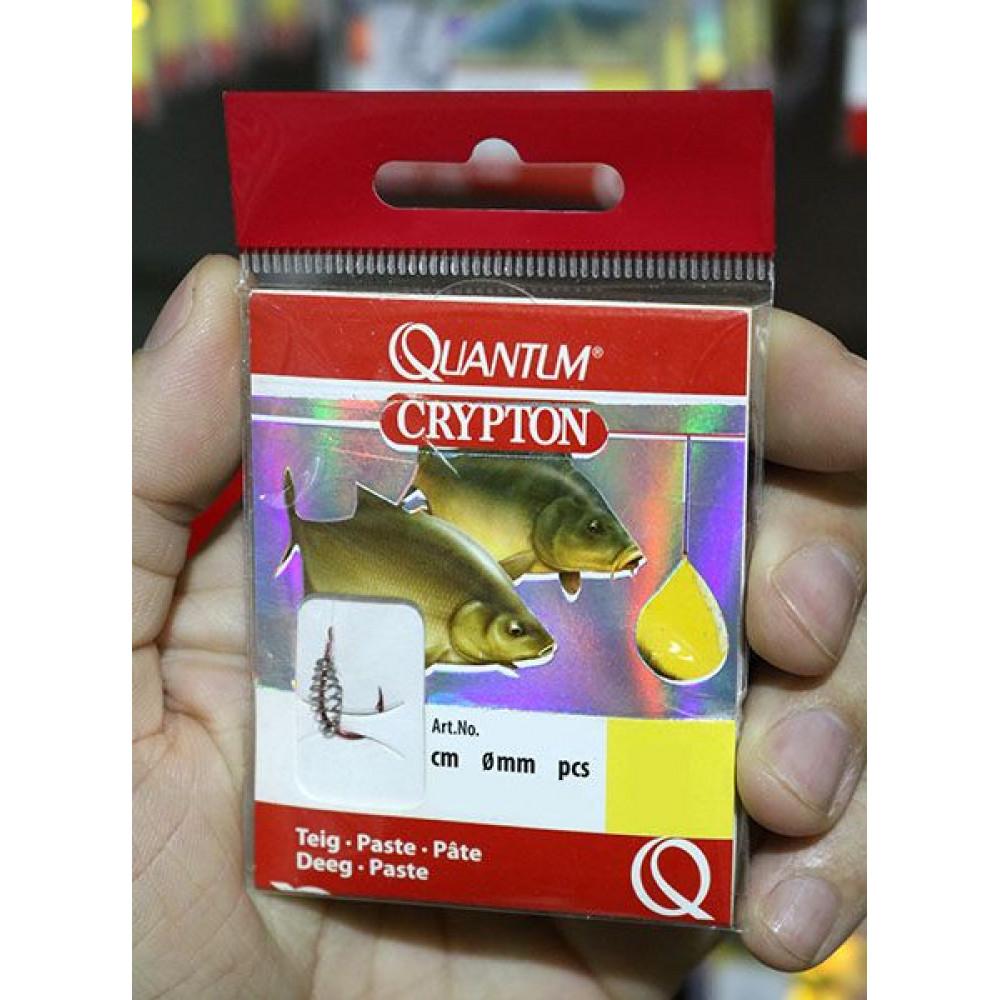 QUANTUM®
CRYPTON
Art.No.
cm ømm pcs
Teig · Paste · Pâte
Deeg · Paste
Q